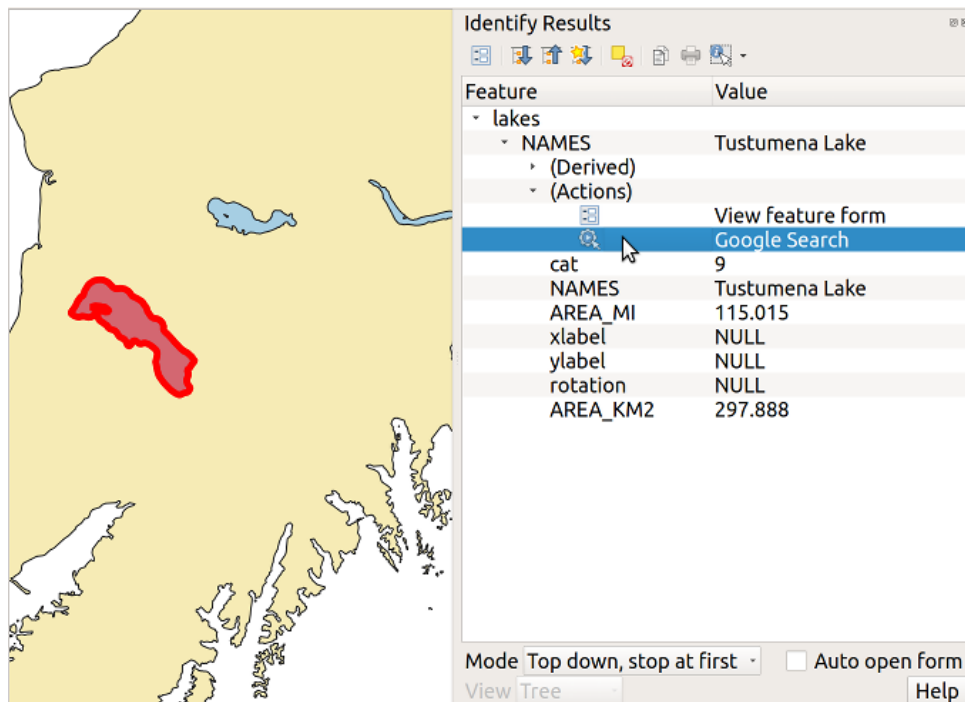 Identify Results
Feature Value
lakes
NAMES Tustumena Lake
(Derived)
(Actions)
View feature form
Google Search
cat 9
NAMES Tustumena Lake
AREA_MI 115.015
xlabel NULL
ylabel NULL
rotation NULL
AREA_KM2 297.888
Mode Top down, stop at first Auto open form
View Tree Help